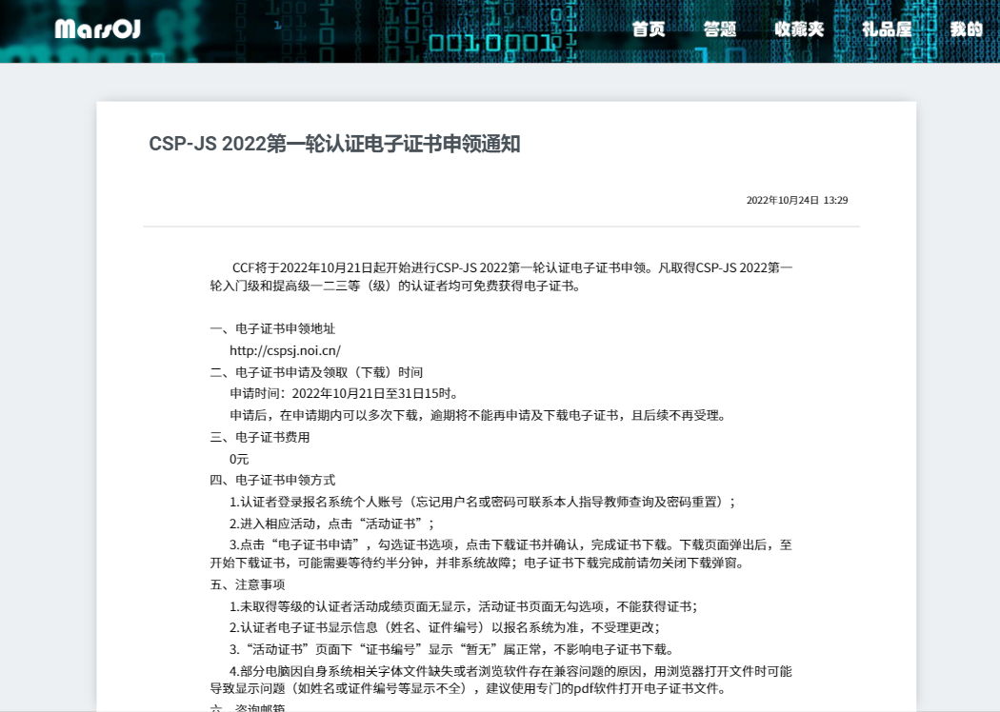 MarsOJ
首页 答题 收藏夹 礼品屋 我的
CSP-JS 2022第一轮认证电子证书申领通知
2022年10月24日 13:29
CCF将于2022年10月21日起开始进行CSP-JS 2022第一轮认证电子证书申领。凡取得CSP-JS 2022第一
轮入门级和提高级一二三等（级）的认证者均可免费获得电子证书。
一、电子证书申领地址
http://cspsj.noi.cn/
二、电子证书申请及领取（下载）时间
申请时间：2022年10月21日至31日15时。
申请后，在申请期内可以多次下载，逾期将不能再申请及下载电子证书，且后续不再受理。
三、电子证书费用
0元
四、电子证书申领方式
1.认证者登录报名系统个人账号（忘记用户名或密码可联系本人指导教师查询及密码重置）；
2.进入相应活动，点击“活动证书”；
3.点击“电子证书申请”，勾选证书选项，点击下载证书并确认，完成证书下载。下载页面弹出后，至
开始下载证书，可能需要等待约半分钟，并非系统故障；电子证书下载完成前请勿关闭下载弹窗。
五、注意事项
1.未取得等级的认证者活动成绩页面无显示，活动证书页面无勾选项，不能获得证书；
2.认证者电子证书显示信息（姓名、证件编号）以报名系统为准，不受理更改；
3.“活动证书”页面下“证书编号”显示“暂无”属正常，不影响电子证书下载。
4.部分电脑因自身系统相关字体文件缺失或者浏览软件存在兼容问题的原因，用浏览器打开文件时可能
导致显示问题（如姓名或证件编号等显示不全），建议使用专门的pdf软件打开电子证书文件。
六、咨询邮箱